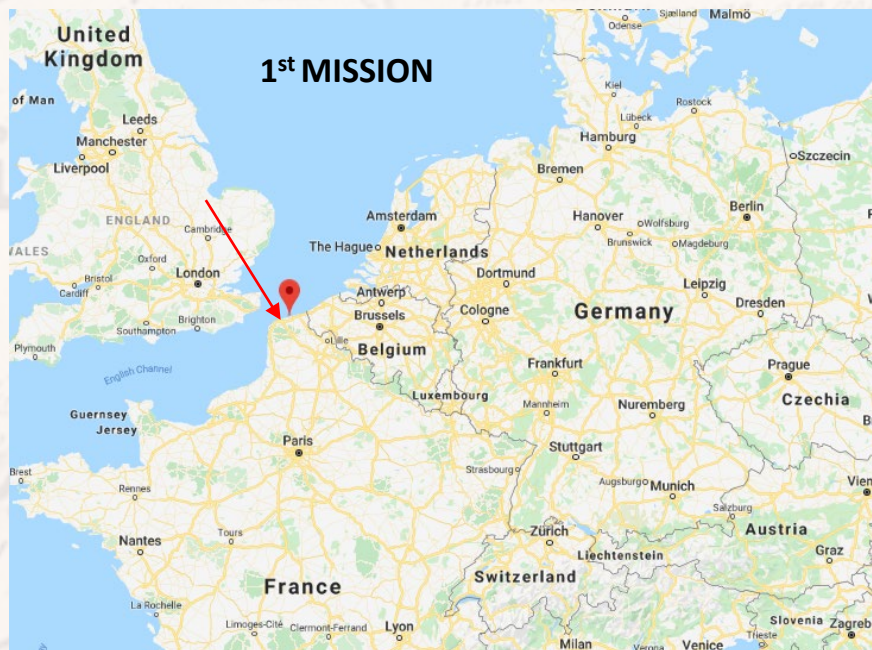 Malmö
Sjælland
Odense
United
Kingdom
1st MISSION
of Man
Kiel
Rostock
Leeds
Lübeck
Manchester
Hamburg
Szczecin
Liverpool
Bremen
Amsterdam
Berlin
ENGLAND
Hanover
Wolfsburg
Cambridge
The Hague
Netherlands
Brunswick
Magdeburg
WALES
Oxford
London
Dortmund
Bristol
Cardiff
Antwerp
Leipzig
Cologne
Germany
Dresden
Southampton
Brighton
Brussels
Lille
Belgium
Plymouth
Frankfurt
Prague
English Channel
Luxembourg
Mannheim
Nuremberg
Czechia
Guernsey
Jersey
Paris
Stuttgart
Strasbourg
Brest
Augsburg
Munich
Rennes
Salzburg
Tours
Zürich
Austria
Nantes
Liechtenstein
Graz
Switzerland
France
La Rochelle
Limoges-Cité
Clermont-Ferrand
Lyon
Slovenia
Zagreb
Trieste
Milan
Verona
Venice